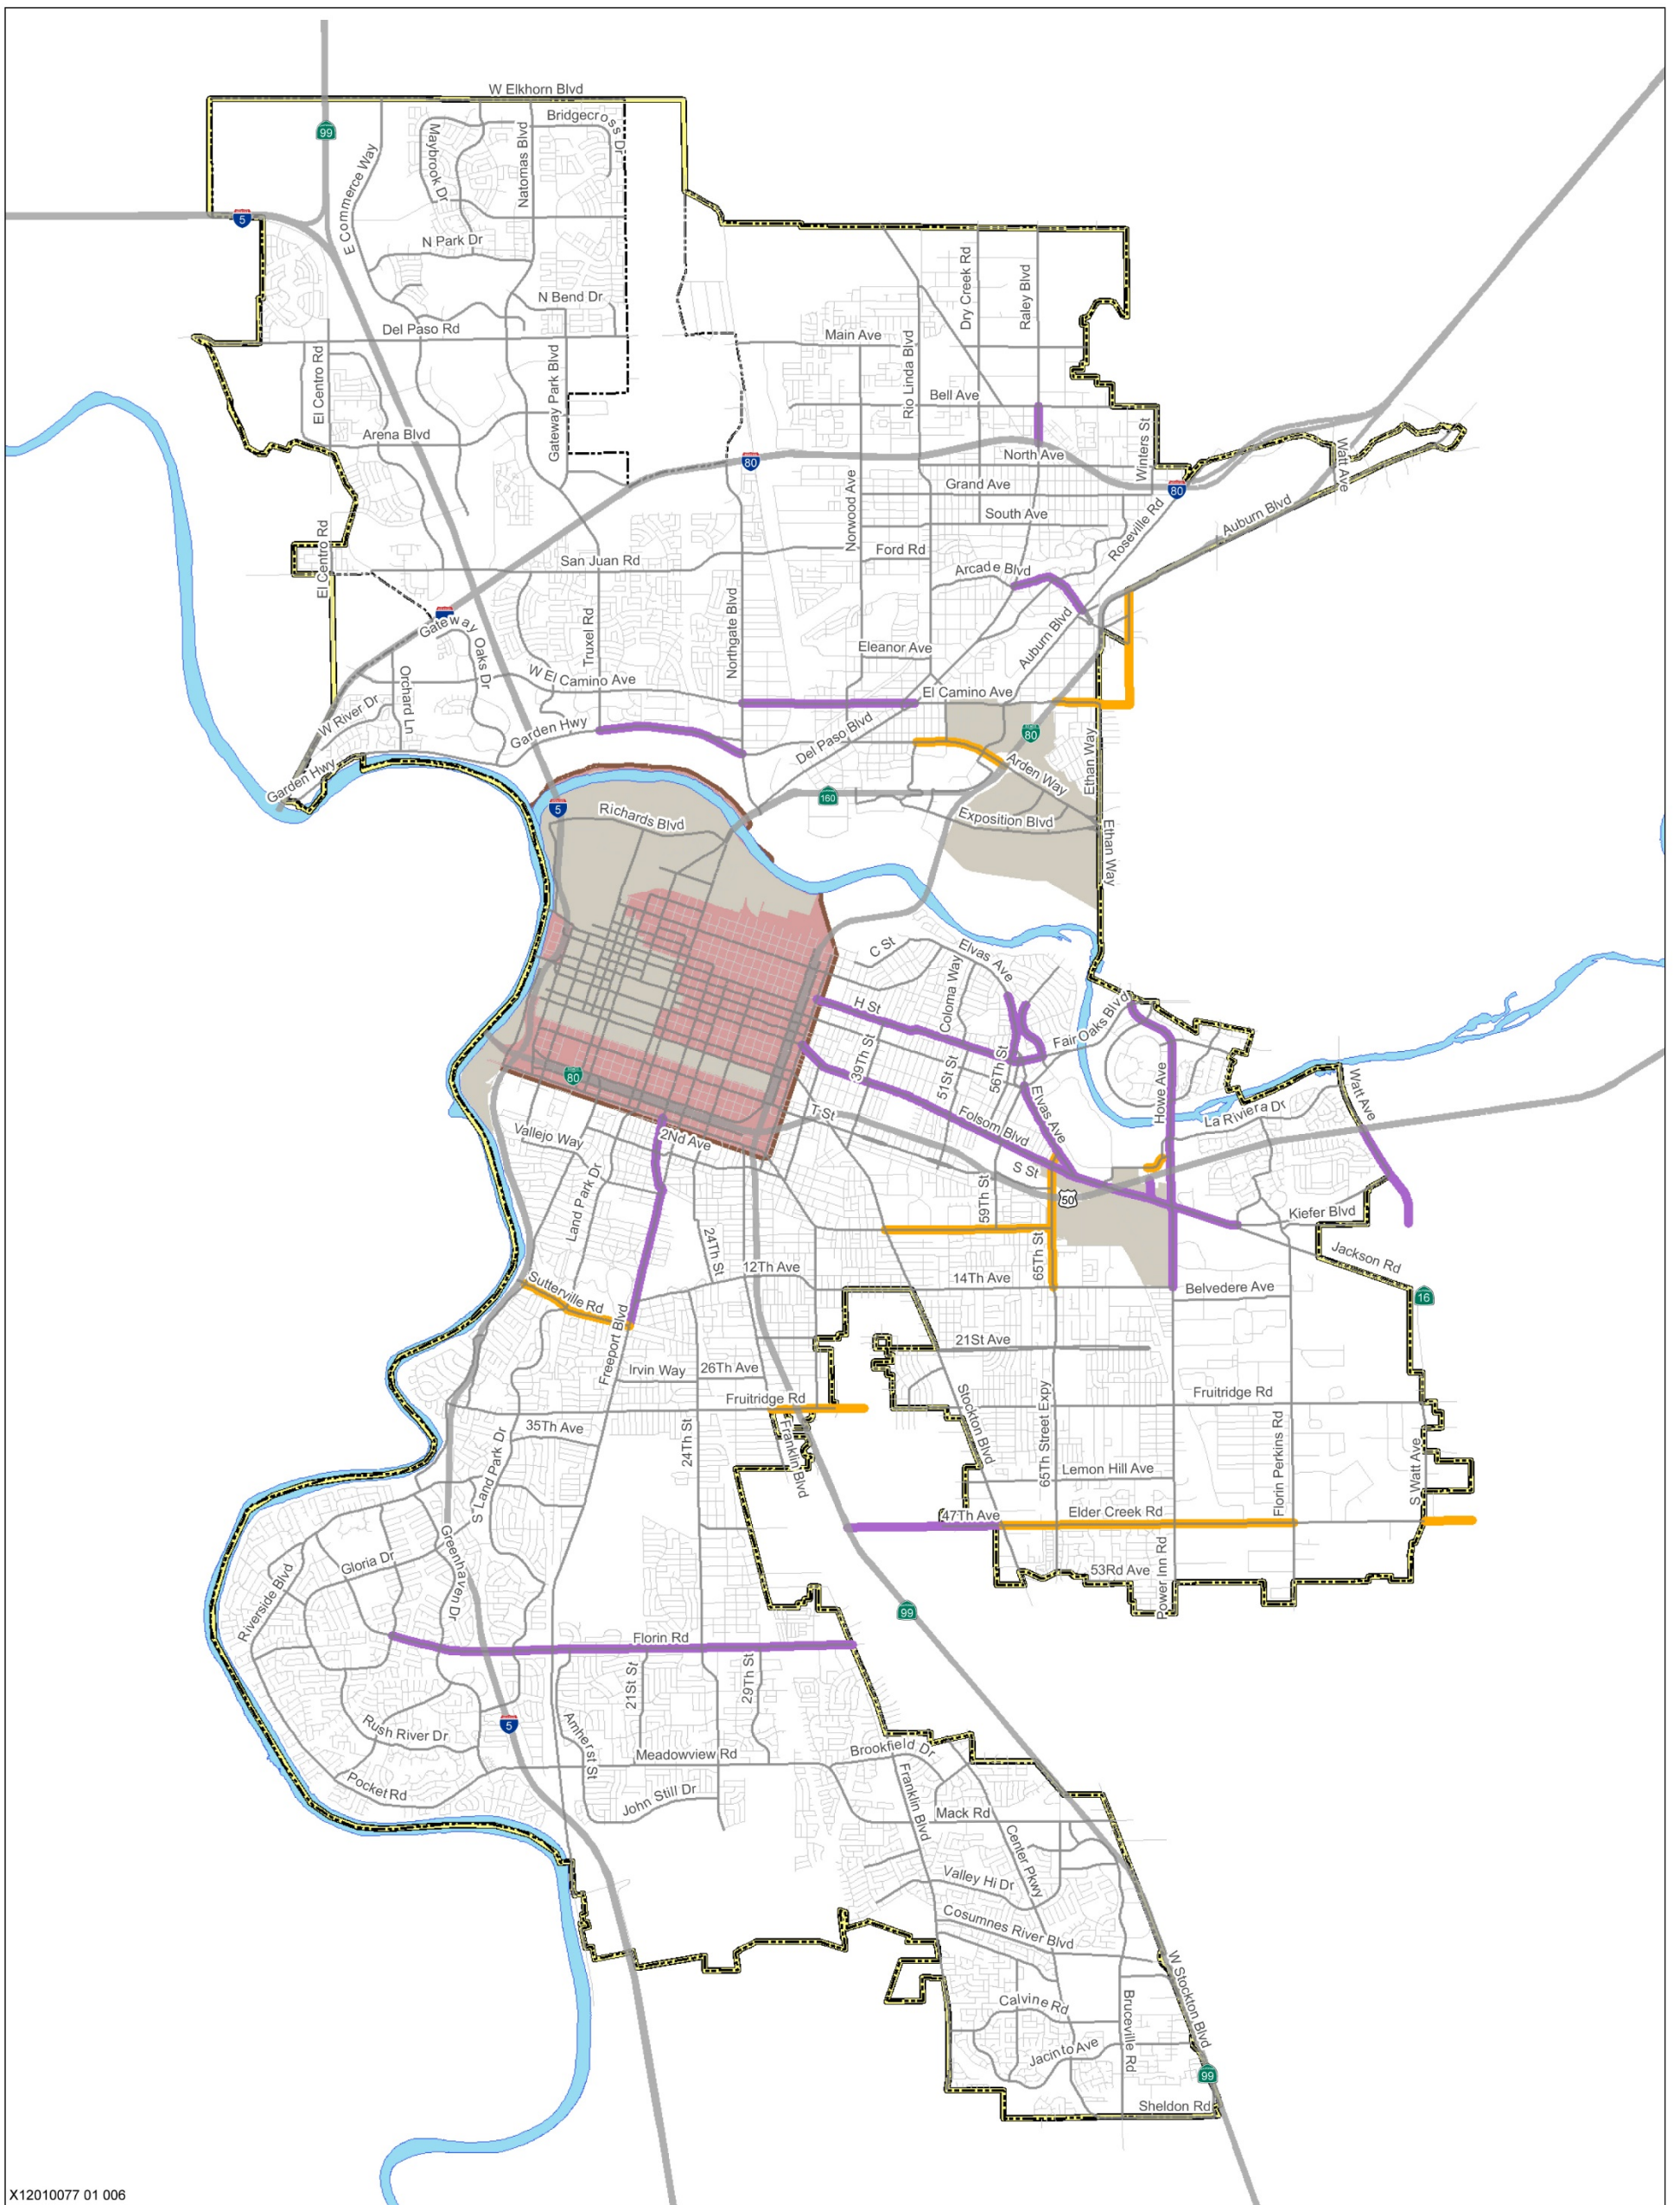 W Elkhorn Blvd
Bridgecross Dr
99
Maybrook Dr
Natomas Blvd
E Commerce Way
5
N Park Dr
Dry Creek Rd
Raley Blvd
N Bend Dr
Del Paso Rd
Main Ave
El Centro Rd
Gateway Park Blvd
Rio Linda Blvd
Bell Ave
Arena Blvd
Winters St
Watt Ave
North Ave
80
80
Grand Ave
Norwood Ave
South Ave
Auburn Blvd
Roseville Rd
El Centro Rd
San Juan Rd
Ford Rd
Arcade Blvd
Gateway Oaks Dr
Truxel Rd
Northgate Blvd
Eleanor Ave
Auburn Blvd
Orchard Ln
W El Camino Ave
El Camino Ave
W River Dr
Garden Hwy
Del Paso Blvd
80
Ethan Way
Garden Hwy
Arden Way
160
5
Richards Blvd
Exposition Blvd
Ethan Way
C St
Elvas Ave
Coloma Way
H St
Fair Oaks Blvd
39Th St
51St St
56Th St
80
Howe Ave
Watt Ave
Elvas Ave
La Riviera Dr
T St
Folsom Blvd
Vallejo Way
2Nd Ave
S St
Land Park Dr
59Th St
50
Kiefer Blvd
24Th St
65Th St
Jackson Rd
12Th Ave
14Th Ave
Belvedere Ave
Sutterville Rd
16
Freeport Blvd
21St Ave
Irvin Way
26Th Ave
Fruitridge Rd
Fruitridge Rd
Stockton Blvd
65Th Street Expy
35Th Ave
24Th St
Franklin Blvd
Florin Perkins Rd
S Watt Ave
S Land Park Dr
Lemon Hill Ave
47Th Ave
Elder Creek Rd
Greenhaven Dr
Gloria Dr
53Rd Ave
Power Inn Rd
Riverside Blvd
99
Florin Rd
21St St
29Th St
5
Rush River Dr
Amherst St
Meadowview Rd
Brookfield Dr
Pocket Rd
John Still Dr
Franklin Blvd
Mack Rd
Center Pkwy
Valley Hi Dr
Cosumnes River Blvd
W Stockton Blvd
Calvine Rd
Bruceville Rd
Jacinto Ave
99
Sheldon Rd
X12010077 01 006